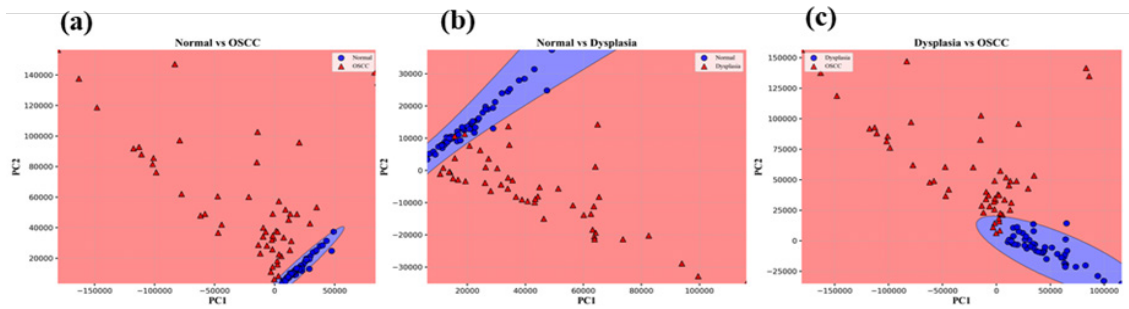 (a)
Normal vs OSCC
Normal
OSCC
140000
120000
100000
80000
60000
40000
20000
PC2
−150000 −100000 −50000 0 50000
PC1
(b)
Normal vs Dysplasia
Normal
Dysplasia
30000
20000
10000
0
−10000
−20000
−30000
PC2
20000 40000 60000 80000 100000
PC1
(c)
Dysplasia vs OSCC
Dysplasia
OSCC
150000
125000
100000
75000
50000
25000
0
−25000
PC2
−150000 −100000 −50000 0 50000 100000
PC1